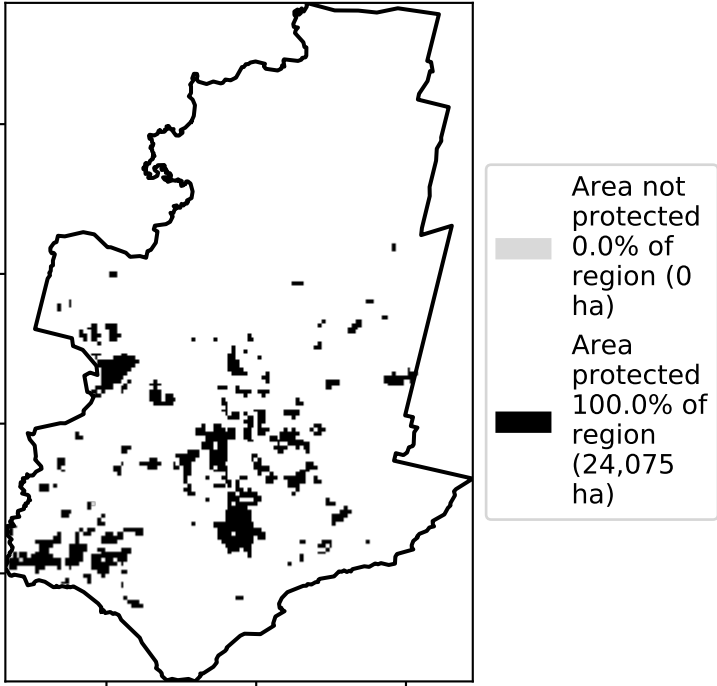 Area not
protected
0.0% of
region (0
ha)
Area
protected
100.0% of
region
(24,075
ha)